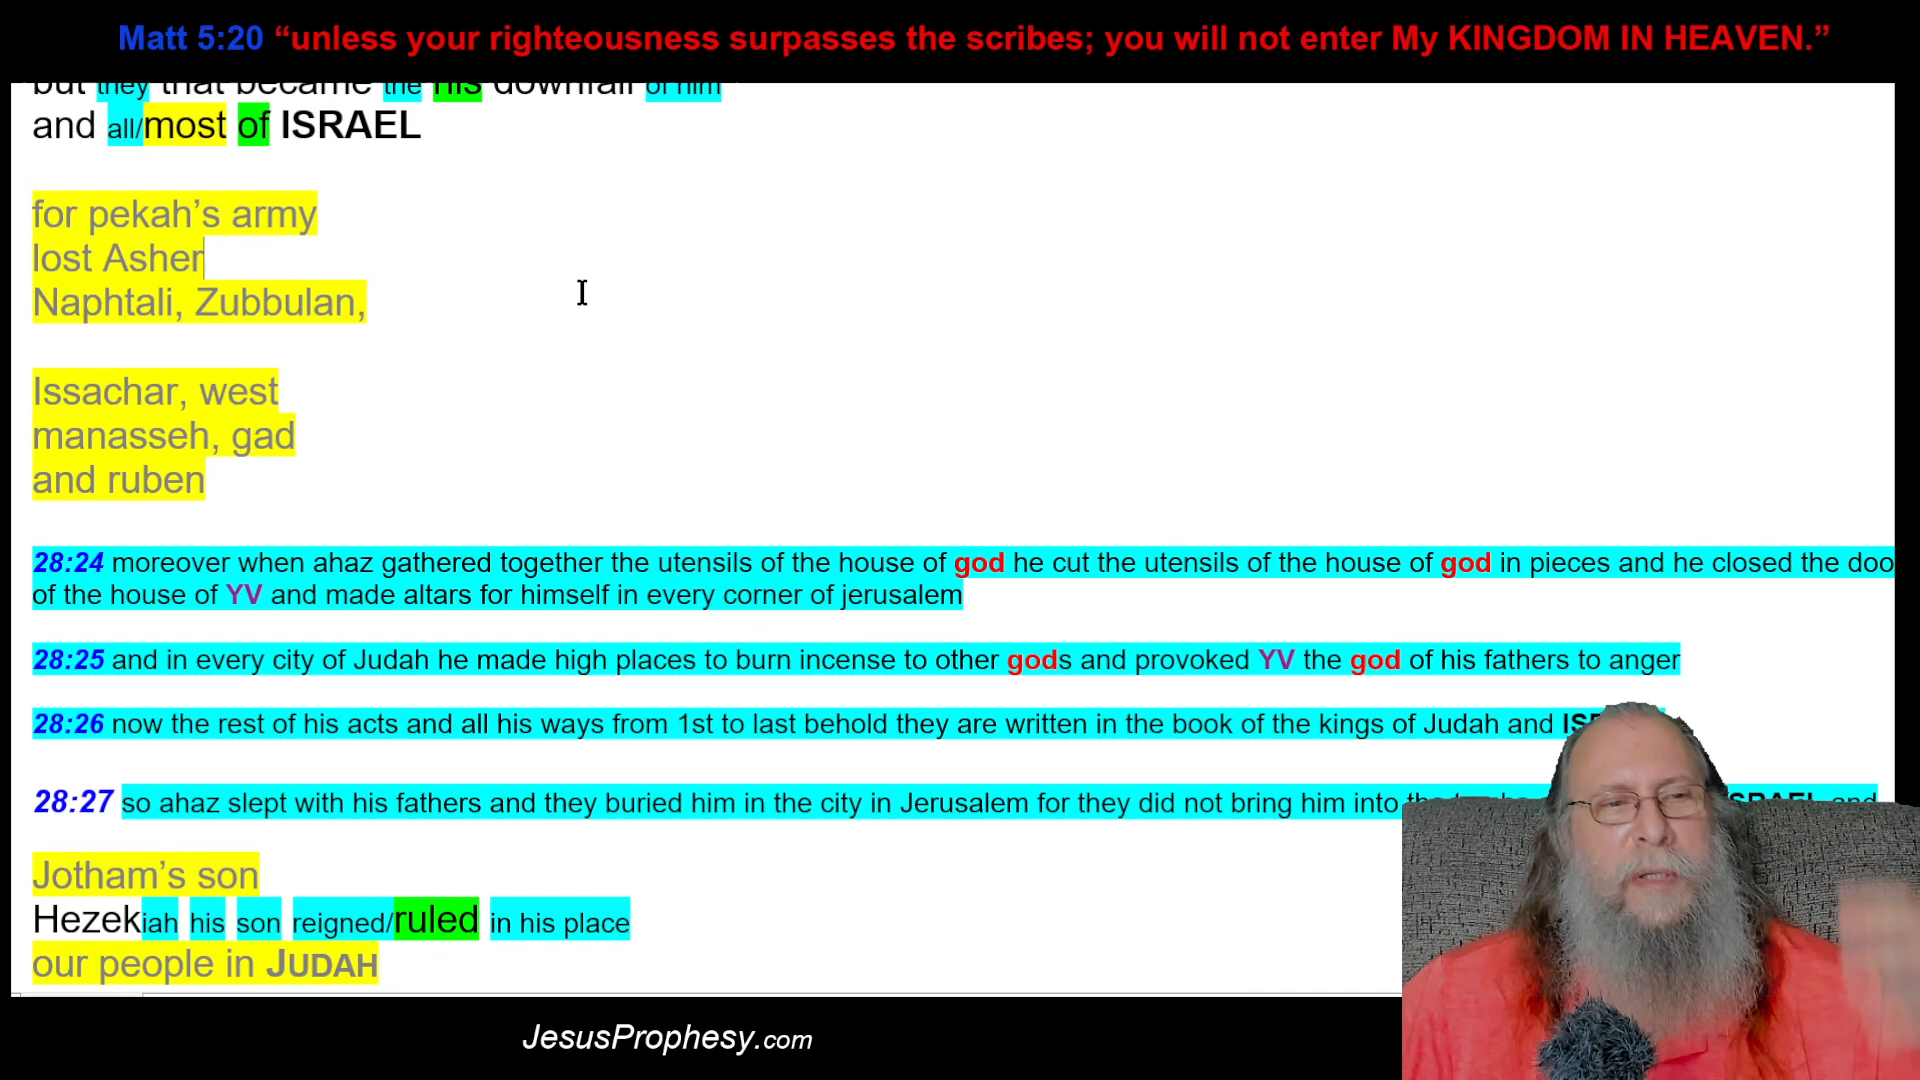 Matt 5:20 “unless your righteousness surpasses the scribes; you will not enter My KINGDOM IN HEAVEN.”
but they that became the his downfall of him
and all/most of ISRAEL
for pekah’s army
lost Asher
Naphtali, Zubbulan,
Issachar, west
manasseh, gad
and ruben
28:24 moreover when ahaz gathered together the utensils of the house of god he cut the utensils of the house of god in pieces and he closed the doo
of the house of YV and made altars for himself in every corner of jerusalem
28:25 and in every city of Judah he made high places to burn incense to other gods and provoked YV the god of his fathers to anger
28:26 now the rest of his acts and all his ways from 1st to last behold they are written in the book of the kings of Judah and
28:27 so ahaz slept with his fathers and they buried him in the city in Jerusalem for they did not bring him into
Jotham’s son
Hezekiah his son reigned/ruled in his place
our people in JUDAH
JesusProphesy.com